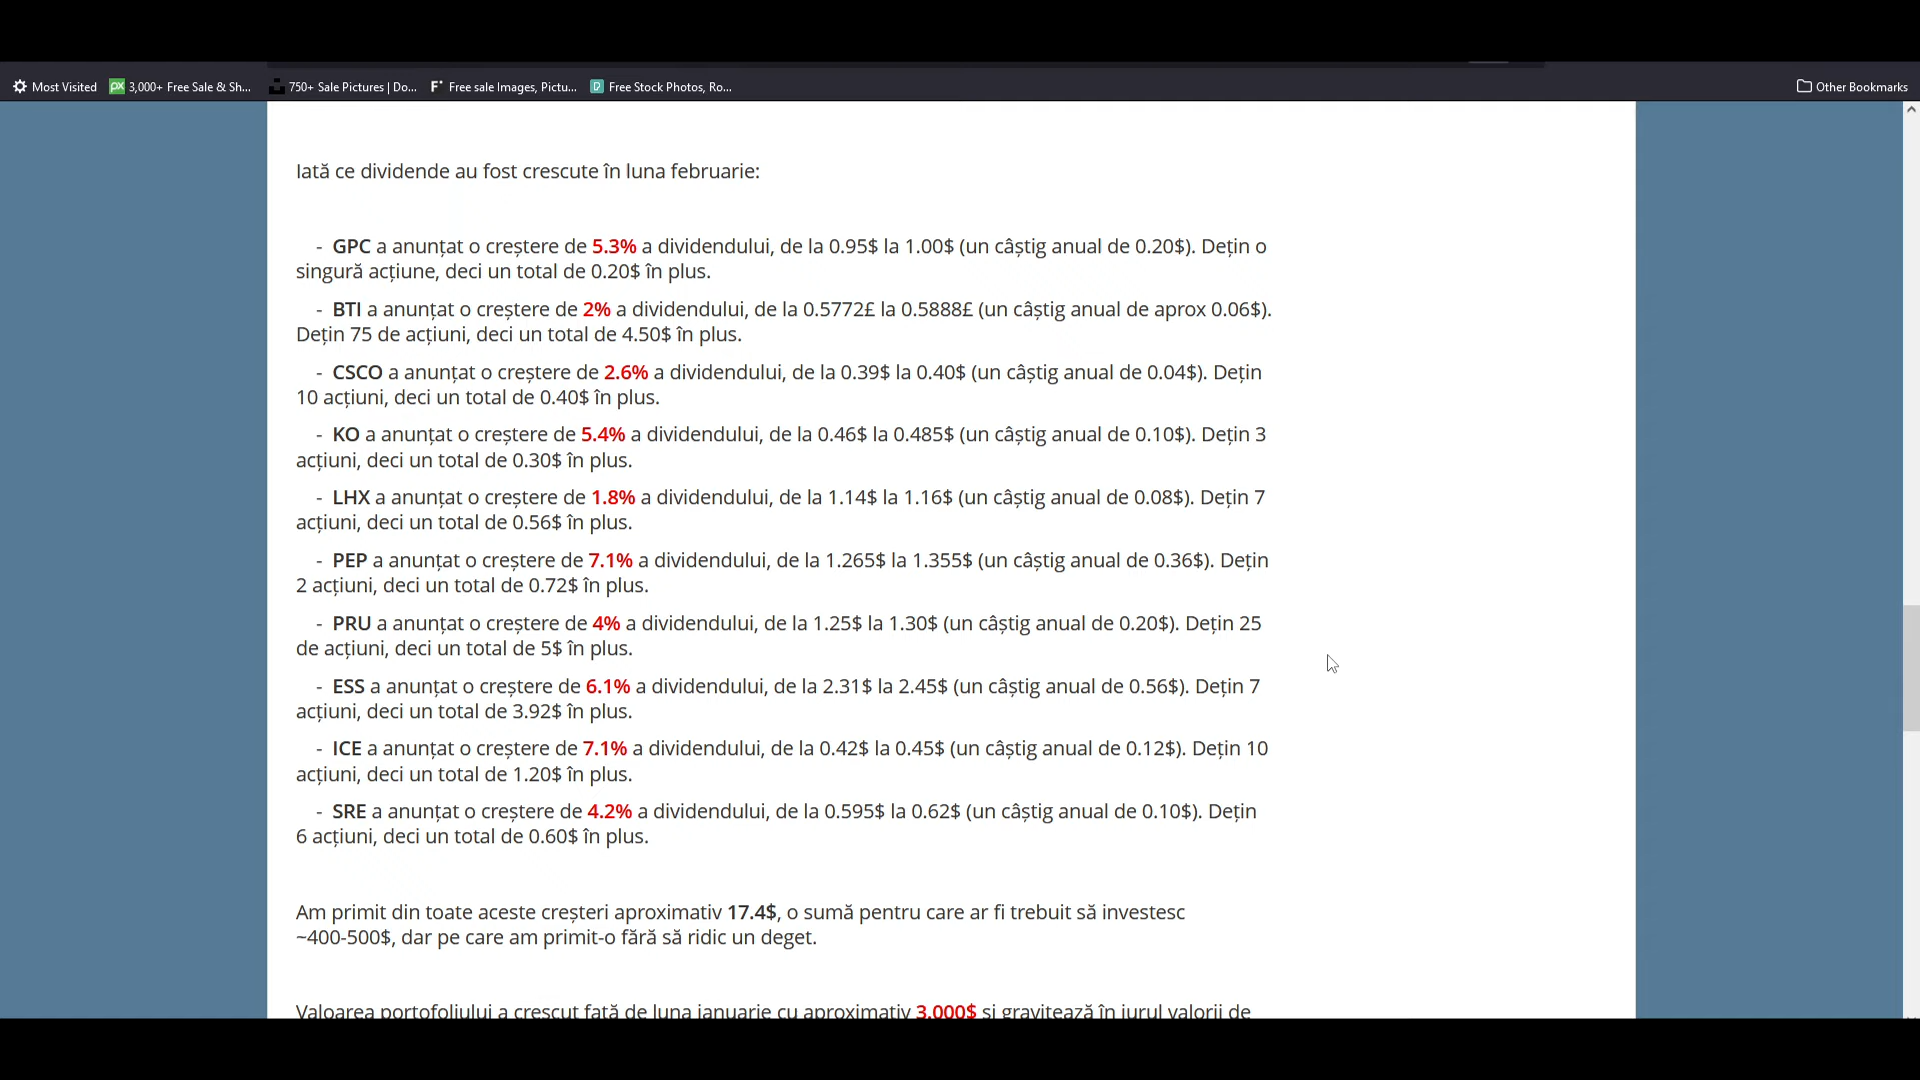 Most Visited
3,000+ Free Sale & Sh...
750+ Sale Pictures | Do...
Free sale Images, Pictu...
Free Stock Photos, Ro...
Other Bookmarks
Iată ce dividende au fost crescute în luna februarie:
- GPC a anunțat o creștere de 5.3% a dividendului, de la 0.95$ la 1.00$ (un câștig anual de 0.20$). Dețin o
singură acțiune, deci un total de 0.20$ în plus.
- BTI a anunțat o creștere de 2% a dividendului, de la 0.5772£ la 0.5888£ (un câștig anual de aprox 0.06$).
Dețin 75 de acțiuni, deci un total de 4.50$ în plus.
- CSCO a anunțat o creștere de 2.6% a dividendului, de la 0.39$ la 0.40$ (un câștig anual de 0.04$). Dețin
10 acțiuni, deci un total de 0.40$ în plus.
- KO a anunțat o creștere de 5.4% a dividendului, de la 0.46$ la 0.485$ (un câștig anual de 0.10$). Dețin 3
acțiuni, deci un total de 0.30$ în plus.
- LHX a anunțat o creștere de 1.8% a dividendului, de la 1.14$ la 1.16$ (un câștig anual de 0.08$). Dețin 7
acțiuni, deci un total de 0.56$ în plus.
- PEP a anunțat o creștere de 7.1% a dividendului, de la 1.265$ la 1.355$ (un câștig anual de 0.36$). Dețin
2 acțiuni, deci un total de 0.72$ în plus.
- PRU a anunțat o creștere de 4% a dividendului, de la 1.25$ la 1.30$ (un câștig anual de 0.20$). Dețin 25
de acțiuni, deci un total de 5$ în plus.
- ESS a anunțat o creștere de 6.1% a dividendului, de la 2.31$ la 2.45$ (un câștig anual de 0.56$). Dețin 7
acțiuni, deci un total de 3.92$ în plus.
- ICE a anunțat o creștere de 7.1% a dividendului, de la 0.42$ la 0.45$ (un câștig anual de 0.12$). Dețin 10
acțiuni, deci un total de 1.20$ în plus.
- SRE a anunțat o creștere de 4.2% a dividendului, de la 0.595$ la 0.62$ (un câștig anual de 0.10$). Dețin
6 acțiuni, deci un total de 0.60$ în plus.
Am primit din toate aceste creșteri aproximativ 17.4$, o sumă pentru care ar fi trebuit să investesc
~400-500$, dar pe care am primit-o fără să ridic un deget.
Valoarea portofoliului a crescut față de luna ianuarie cu aproximativ 3.000$ și gravitează în jurul valorii de